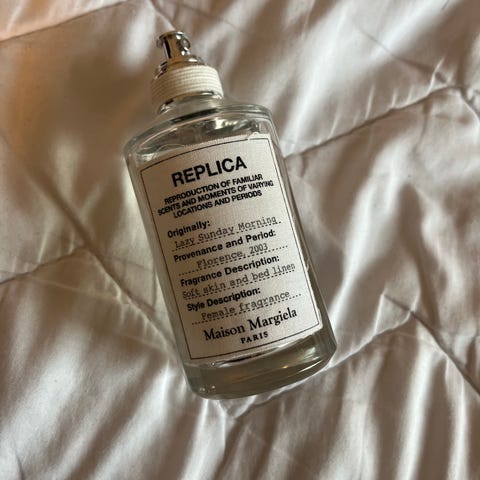 REPLICA
REPRODUCTION OF FAMILIAR
SCENTS AND MOMENTS OF VARYING
LOCATIONS AND PERIODS
Originally:
Lazy Sunday Morning
Provenance and Period:
Florence, 2003
Fragrance Description:
Soft skin and bed linen
Style Description:
Female fragrance
Maison Margiela
PARIS